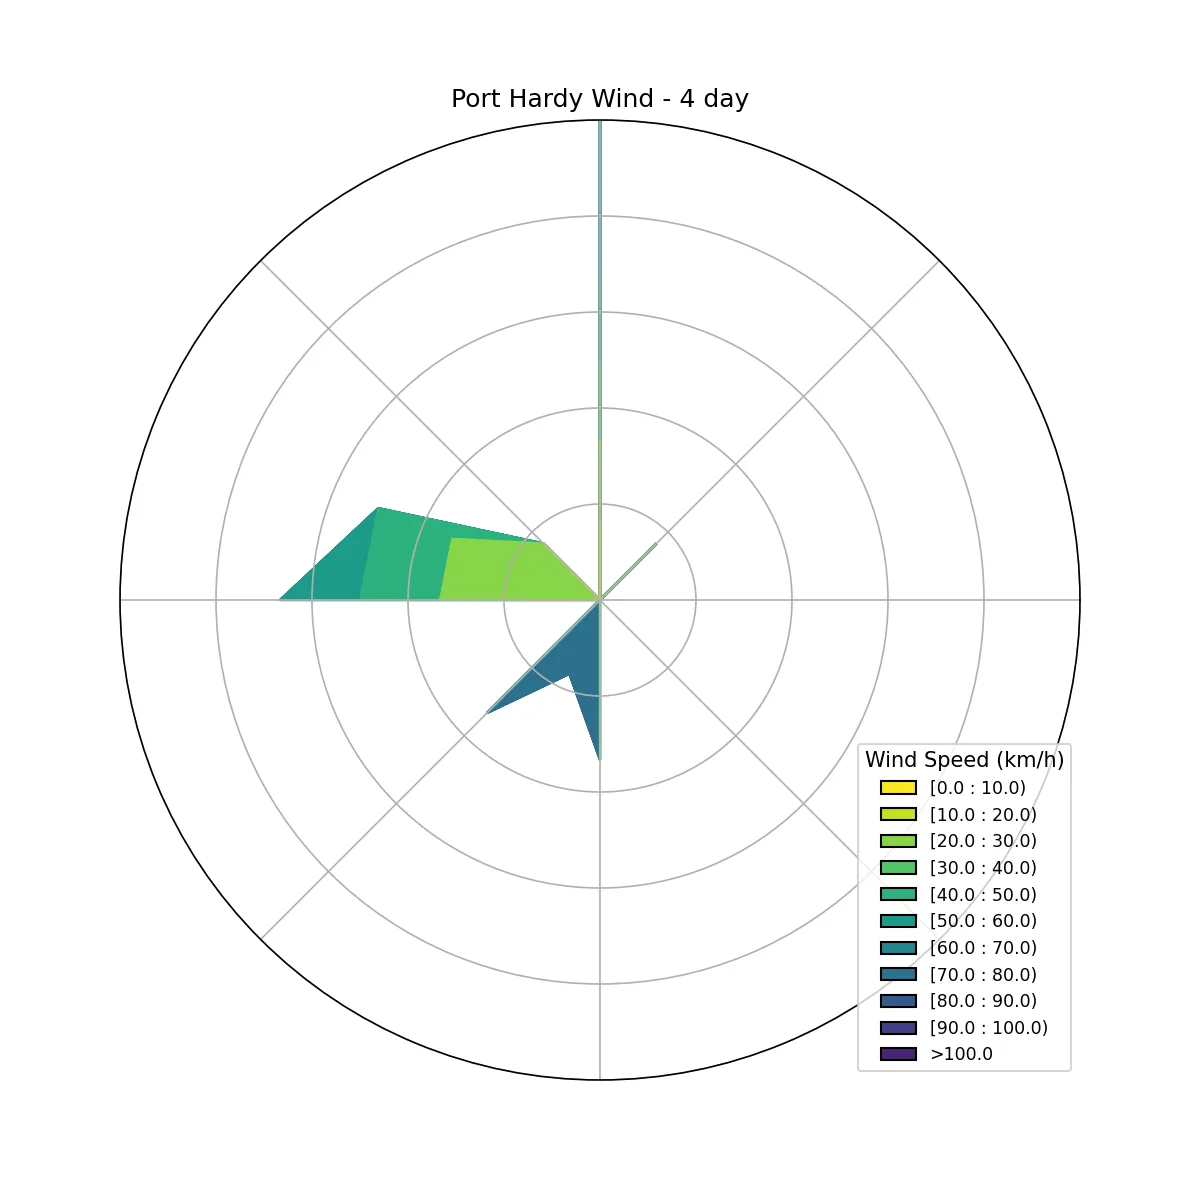 Port Hardy Wind - 4 day
Wind Speed (km/h)
[0.0 : 10.0)
[10.0 : 20.0)
[20.0 : 30.0)
[30.0 : 40.0)
[40.0 : 50.0)
[50.0 : 60.0)
[60.0 : 70.0)
[70.0 : 80.0)
[80.0 : 90.0)
[90.0 : 100.0)
>100.0